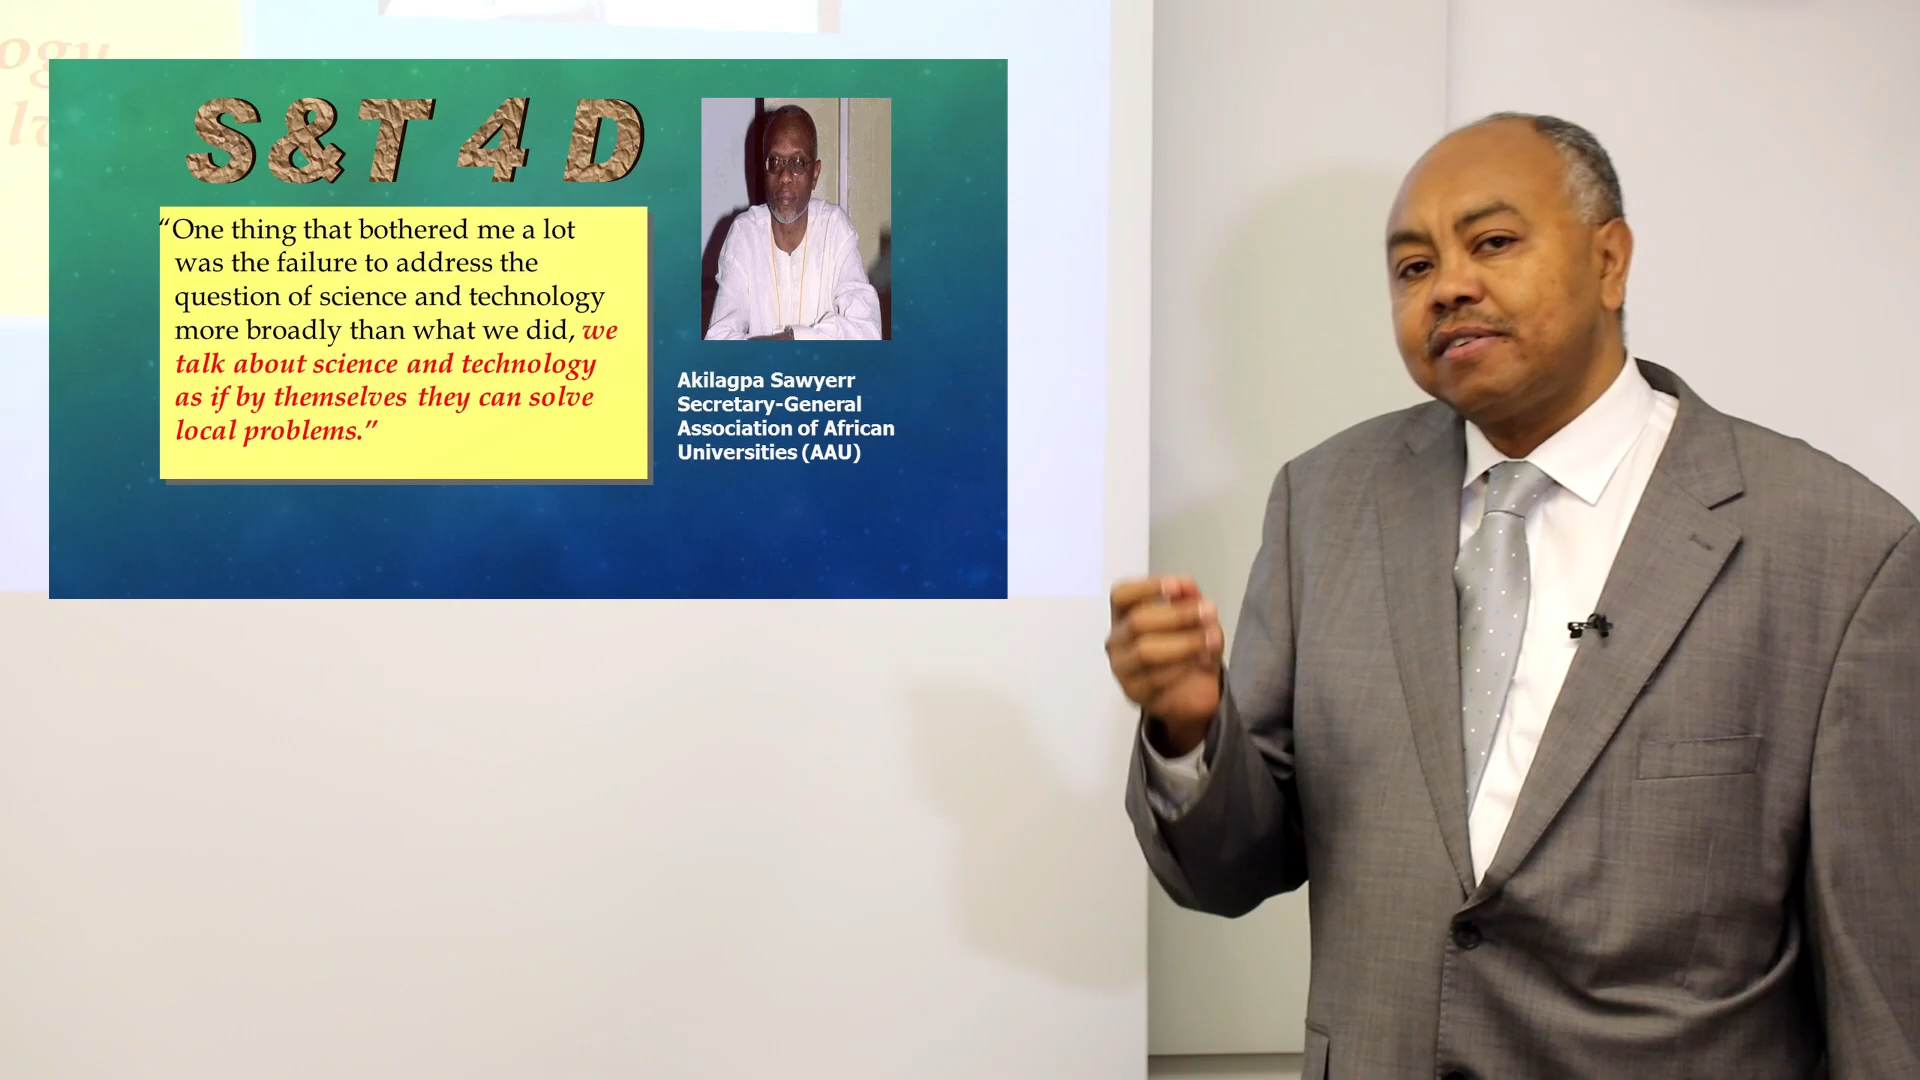 ogy
S&T 4 D
“One thing that bothered me a lot
was the failure to address the
question of science and technology
more broadly than what we did, we
talk about science and technology
as if by themselves they can solve
local problems.”
Akilagpa Sawyerr
Secretary-General
Association of African
Universities (AAU)